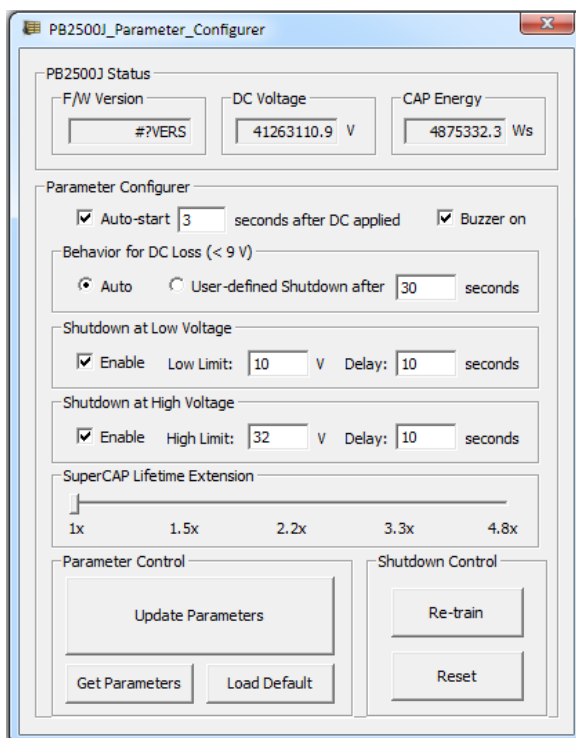 PB2500J_Parameter_Configurer
PB2500J Status
F/W Version
DC Voltage
CAP Energy
#?VERS
41263110.9 V
4875332.3 Ws
Parameter Configurer
Auto-start 3 seconds after DC applied
Buzzer on
Behavior for DC Loss (< 9 V)
Auto
User-defined Shutdown after 30 seconds
Shutdown at Low Voltage
Enable Low Limit: 10 V Delay: 10 seconds
Shutdown at High Voltage
Enable High Limit: 32 V Delay: 10 seconds
SuperCAP Lifetime Extension
1x 1.5x 2.2x 3.3x 4.8x
Parameter Control
Update Parameters
Get Parameters
Load Default
Shutdown Control
Re-train
Reset